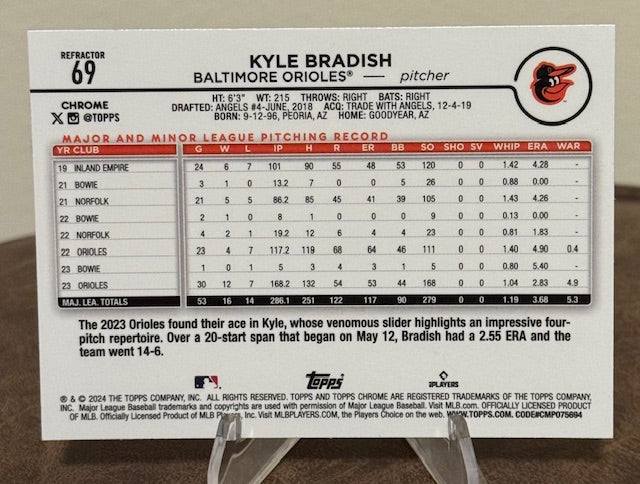 REFRACTOR
69
KYLE BRADISH
BALTIMORE ORIOLES® — pitcher
CHROME
X @TOPPS
HT: 6'3" WT: 215 THROWS: RIGHT BATS: RIGHT
DRAFTED: ANGELS #4-JUNE, 2018 ACQ: TRADE WITH ANGELS, 12-4-19
BORN: 9-12-96, PEORIA, AZ HOME: GOODYEAR, AZ
MAJOR AND MINOR LEAGUE PITCHING RECORD
YR CLUB G W L IP H R ER BB SO SHO SV WHIP ERA WAR
19 INLAND EMPIRE 24 6 7 101 90 55 48 53 120 0 0 1.42 4.28 -
21 BOWIE 3 1 0 13.2 7 0 0 5 26 0 0 0.88 0.00 -
21 NORFOLK 21 5 5 86.2 85 45 41 39 105 0 0 1.43 4.26 -
22 BOWIE 2 1 0 8 1 0 0 0 9 0 0 0.13 0.00 -
22 NORFOLK 4 2 1 19.2 12 6 4 4 23 0 0 0.81 1.83 -
22 ORIOLES 23 4 7 117.2 119 68 64 46 111 0 0 1.40 4.90 0.4
23 BOWIE 1 0 1 5 3 4 3 1 5 0 0 0.80 5.40 -
23 ORIOLES 30 12 7 168.2 132 54 53 44 168 0 0 1.04 2.83 4.9
MAJ. LEA. TOTALS 53 16 14 286.1 251 122 117 90 279 0 0 1.19 3.68 5.3
The 2023 Orioles found their ace in Kyle, whose venomous slider highlights an impressive four-
pitch repertoire. Over a 20-start span that began on May 12, Bradish had a 2.55 ERA and the
team went 14-6.
Topps
PLAYERS
® & © 2024 THE TOPPS COMPANY, INC. ALL RIGHTS RESERVED. TOPPS AND TOPPS CHROME ARE REGISTERED TRADEMARKS OF THE TOPPS COMPANY,
INC. Major League Baseball trademarks and copyrights are used with permission of Major League Baseball. Visit MLB.com. OFFICIALLY LICENSED PRODUCT
OF MLB. Officially Licensed Product of MLB Players, Inc. Visit MLBPLAYERS.COM, the Players Choice on the web. WWW.TOPPS.COM. CODE#CMP075694